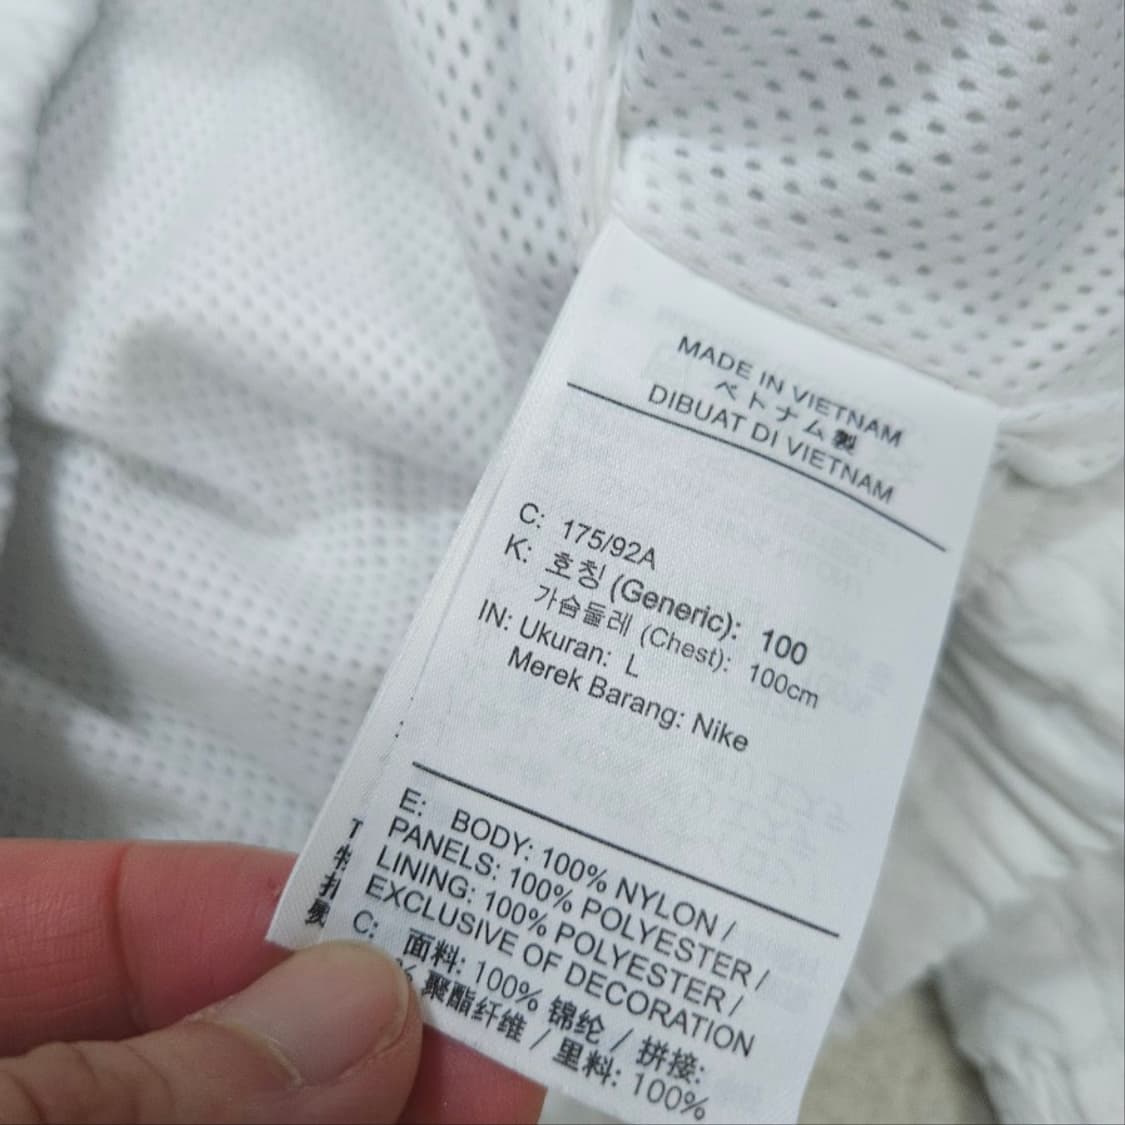 MADE IN VIETNAM
ベトナム製
DIBUAT DI VIETNAM
C: 175/92A
K: 호칭 (Generic): 100
가슴둘레 (Chest): 100cm
IN: Ukuran: L
Merek Barang: Nike
E: BODY: 100% NYLON /
PANELS: 100% POLYESTER /
LINING: 100% POLYESTER /
EXCLUSIVE OF DECORATION
C: 面料: 100% 锦纶 / 拼接:
% 聚酯纤维 / 里料: 100%